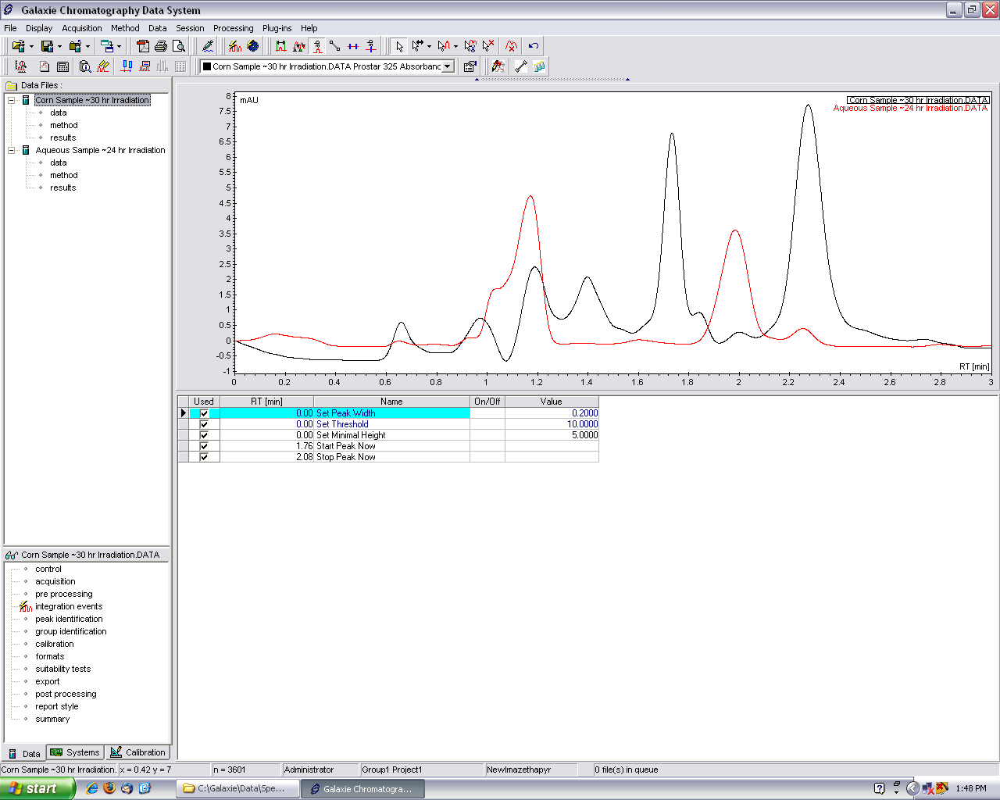 Galaxie Chromatography Data System
File Display Acquisition Method Data Session Processing Plug-ins Help
Corn Sample ~30 hr Irradiation.DATA Prostar 325 Absorbanc
Data Files :
Corn Sample ~30 hr Irradiation
data
method
results
Aqueous Sample ~24 hr Irradiation
data
method
results
mAU
Corn Sample ~30 hr Irradiation.DATA
Aqueous Sample ~24 hr Irradiation.DATA
8
7.5
7
6.5
6
5.5
5
4.5
4
3.5
3
2.5
2
1.5
1
0.5
0
-0.5
-1
RT [min]
0 0.2 0.4 0.6 0.8 1 1.2 1.4 1.6 1.8 2 2.2 2.4 2.6 2.8 3
Used RT [min] Name On/Off Value
0.00 Set Peak Width 0.2000
0.00 Set Threshold 10.0000
0.00 Set Minimal Height 5.0000
1.76 Start Peak Now
2.08 Stop Peak Now
Corn Sample ~30 hr Irradiation.DATA
control
acquisition
pre processing
integration events
peak identification
group identification
calibration
formats
suitability tests
export
post processing
report style
summary
Data Systems Calibration
Corn Sample ~30 hr Irradiation. x = 0.42 y = 7 n = 3601 Administrator Group1 Project1 NewImazethapyr 0 file(s) in queue
start C:\Galaxie\Data\Spe... Galaxie Chromatogra... 1:48 PM